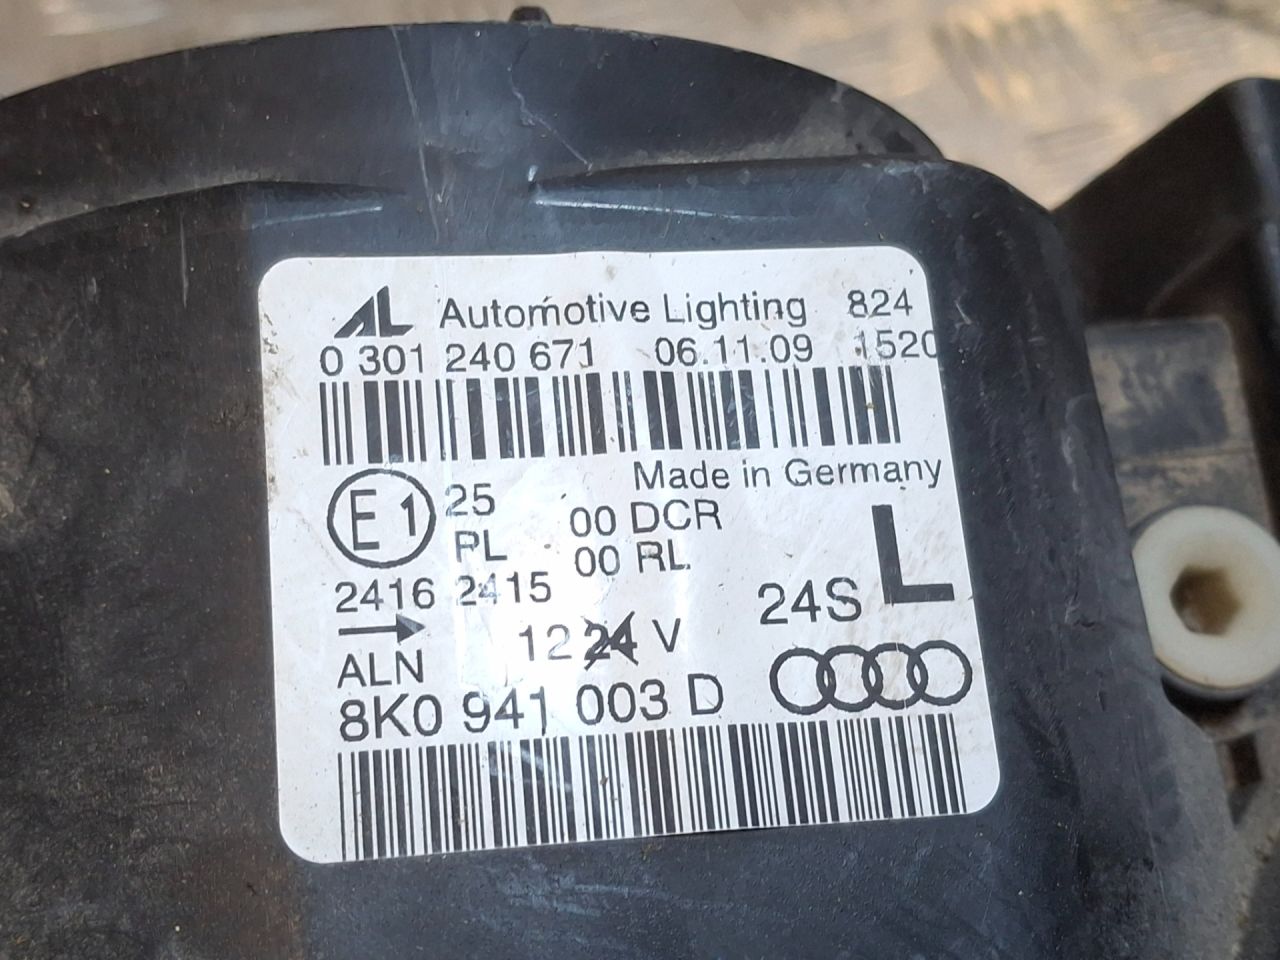 AL Automotive Lighting 824
0 301 240 671 06.11.09 1520
Made in Germany
E1 25 00 DCR
PL 00 RL
2416 2415 24S L
12 24 V
ALN
8K0 941 003 D